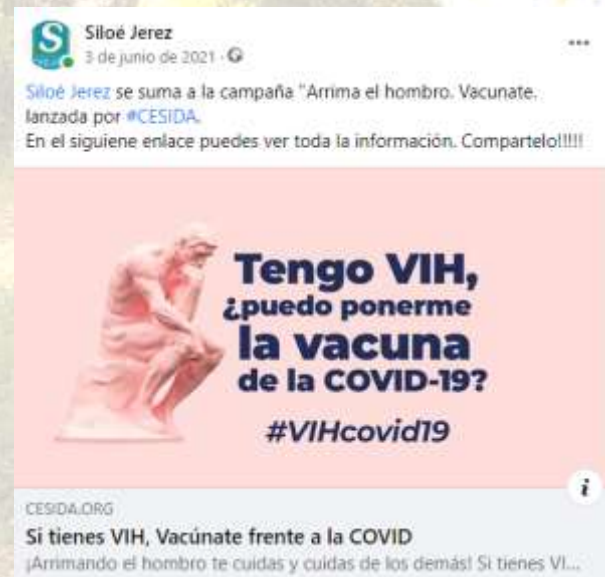 Siloé Jerez
3 de junio de 2021 ·
Siloé Jerez se suma a la campaña "Arrima el hombro. Vacunate.
lanzada por #CESIDA.
En el siguiene enlace puedes ver toda la información. Compartelo!!!!!
Tengo VIH,
¿puedo ponerme
la vacuna
de la COVID-19?
#VIHcovid19
i
CESIDA.ORG
Si tienes VIH, Vacúnate frente a la COVID
¡Arrimando el hombro te cuidas y cuidas de los demás! Si tienes VI...